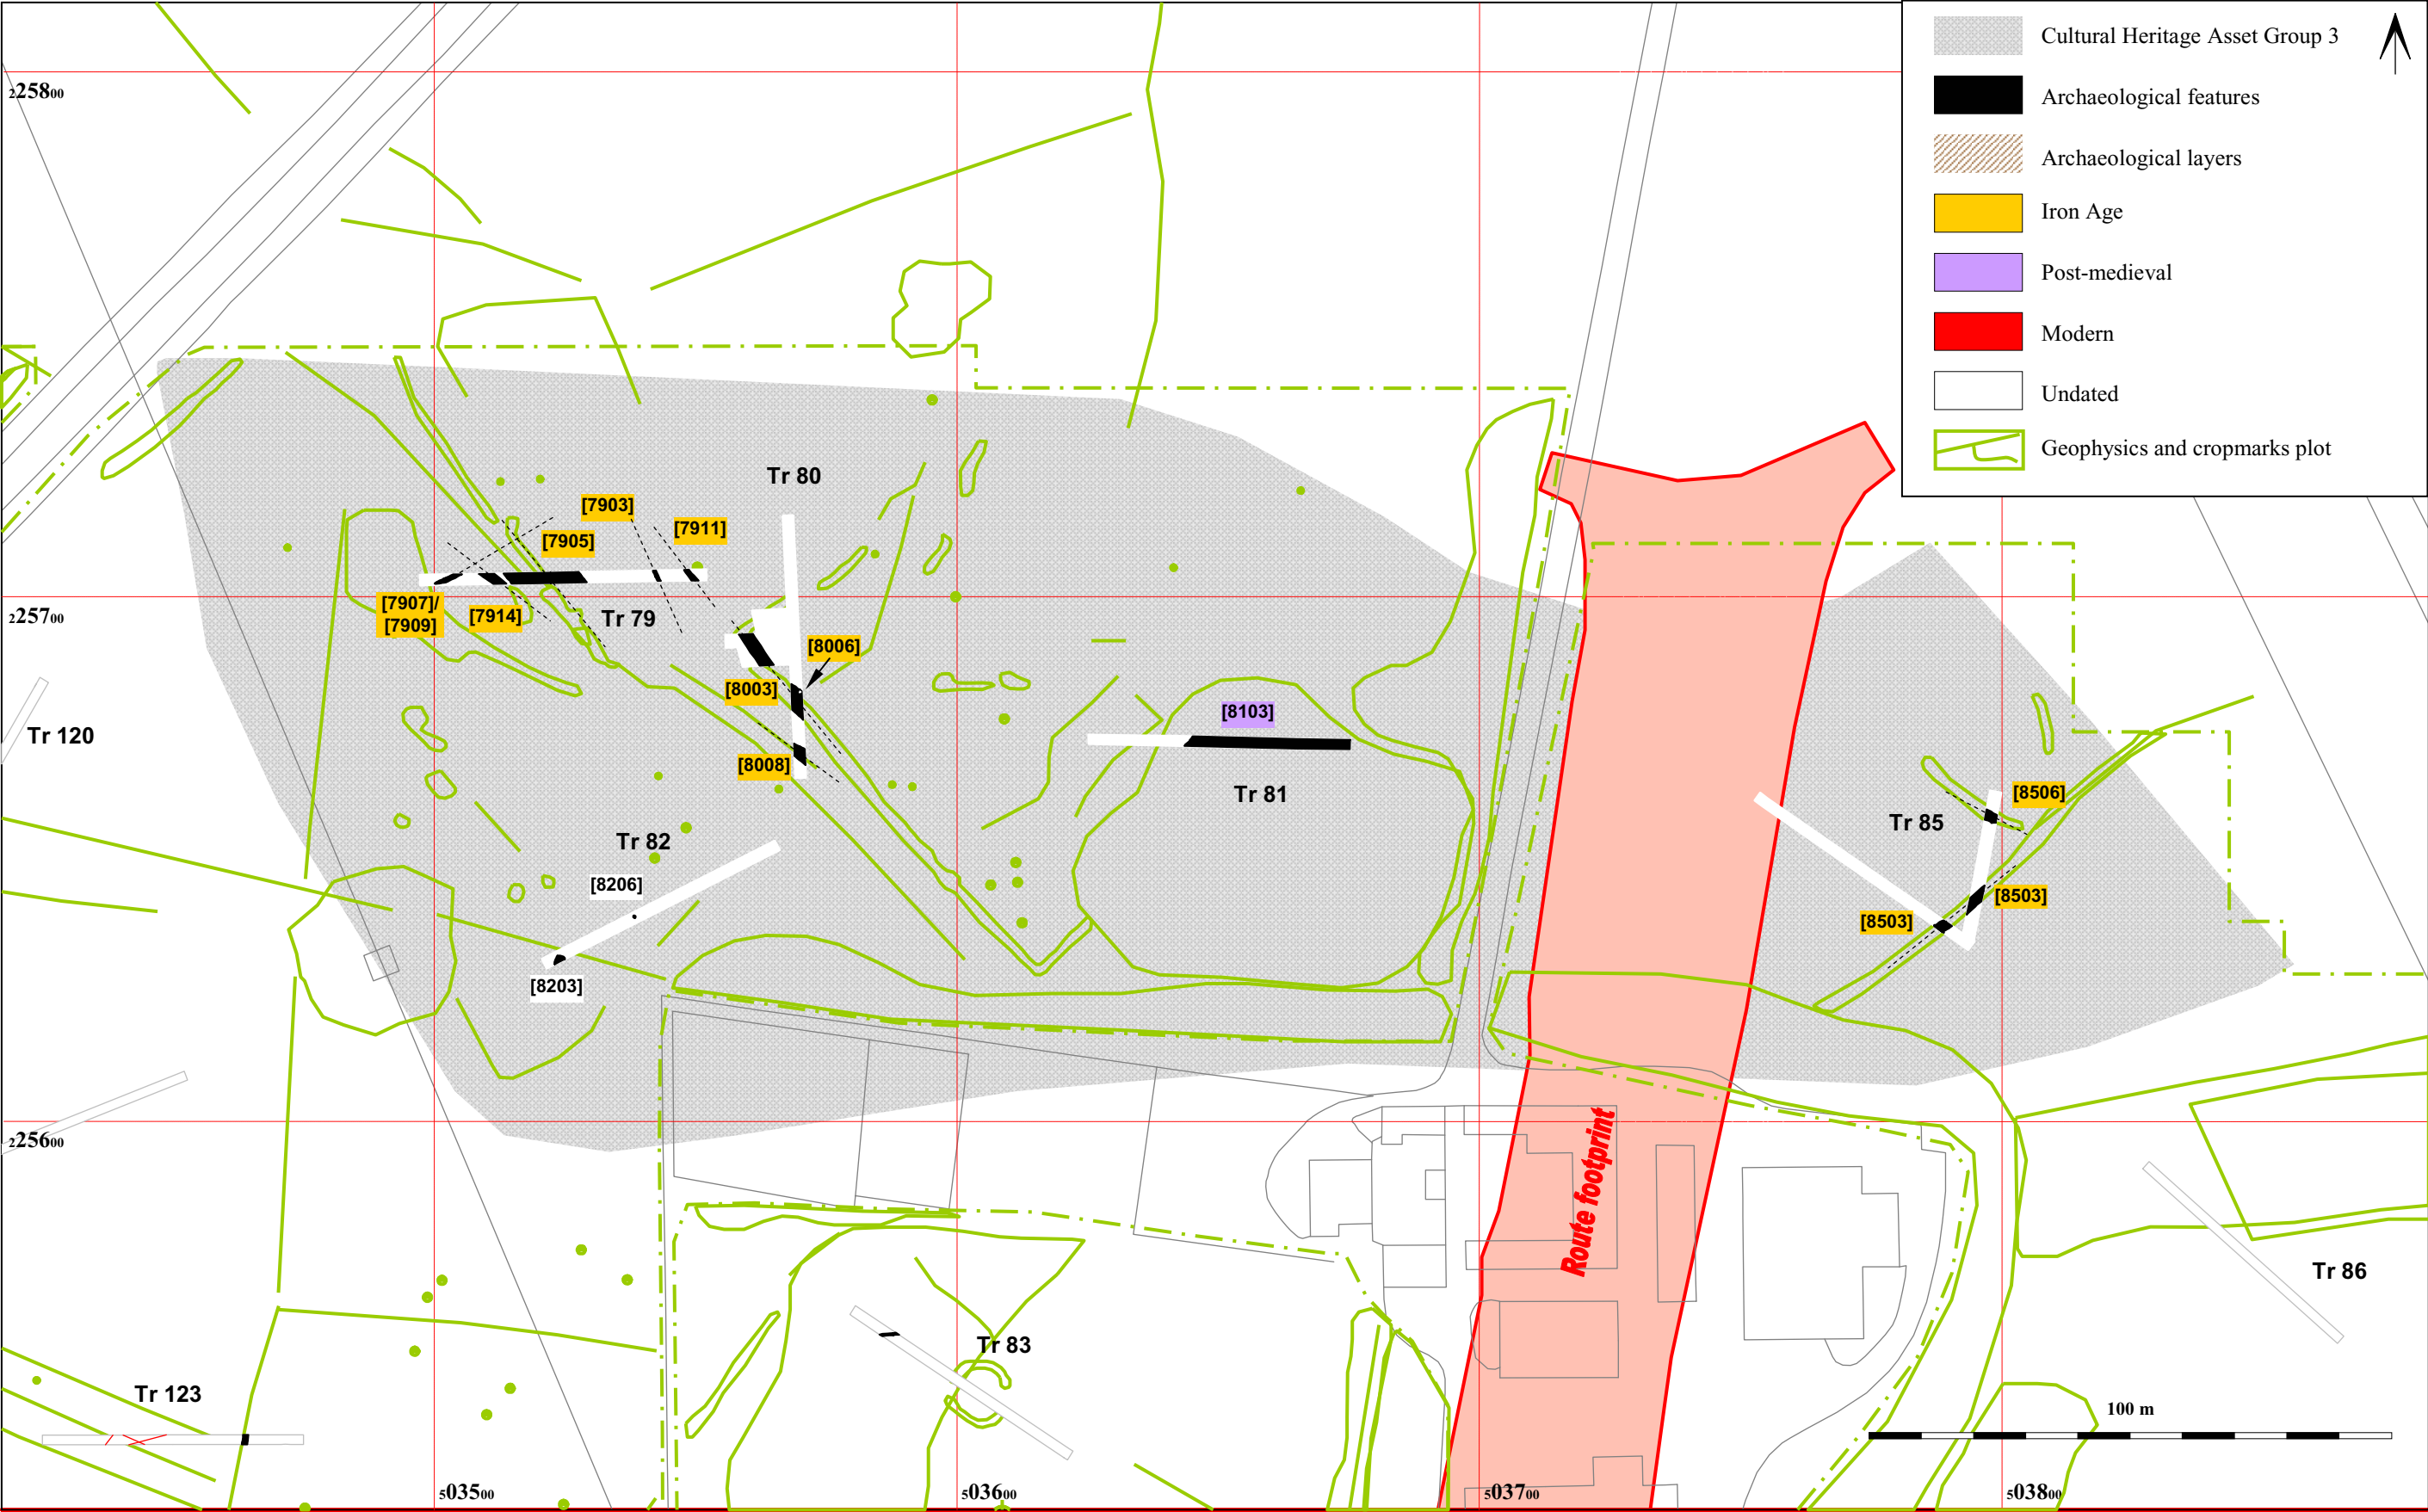 Cultural Heritage Asset Group 3
Archaeological features
Archaeological layers
Iron Age
Post-medieval
Modern
Undated
Geophysics and cropmarks plot
225800
Tr 80
[7903]
[7911]
[7905]
[7907]/
[7909]
[7914]
Tr 79
225700
[8006]
[8003]
[8008]
[8103]
Tr 81
Tr 120
Tr 82
[8206]
[8203]
[8506]
Tr 85
[8503]
[8503]
225600
Route footprint
Tr 86
Tr 83
Tr 123
100 m
503500
503600
503700
503800